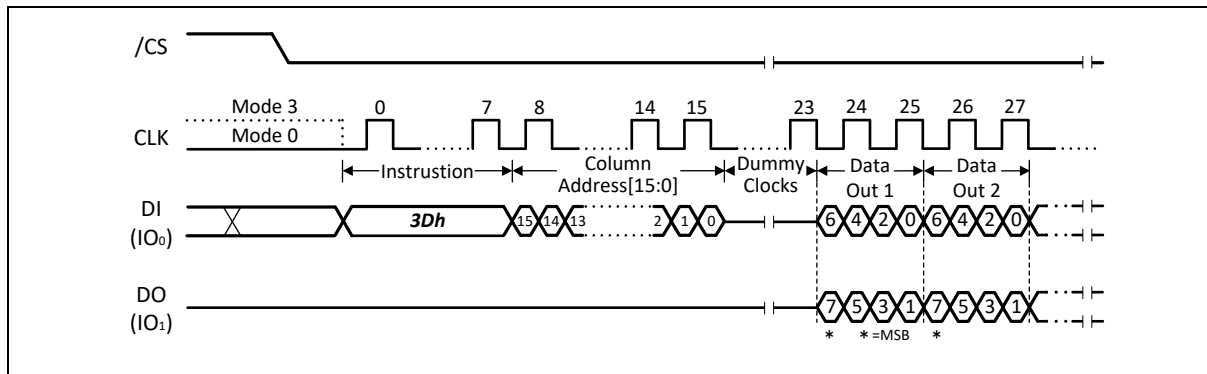 /CS
Mode 3 0 7 8 14 15 23 24 25 26 27
CLK Mode 0
Instrustion Column Address[15:0] Dummy Clocks Data Out 1 Data Out 2
DI (IO0) 3Dh 15 14 13 2 1 0 6 4 2 0 6 4 2 0
DO (IO1) 7 5 3 1 7 5 3 1
* * =MSB *